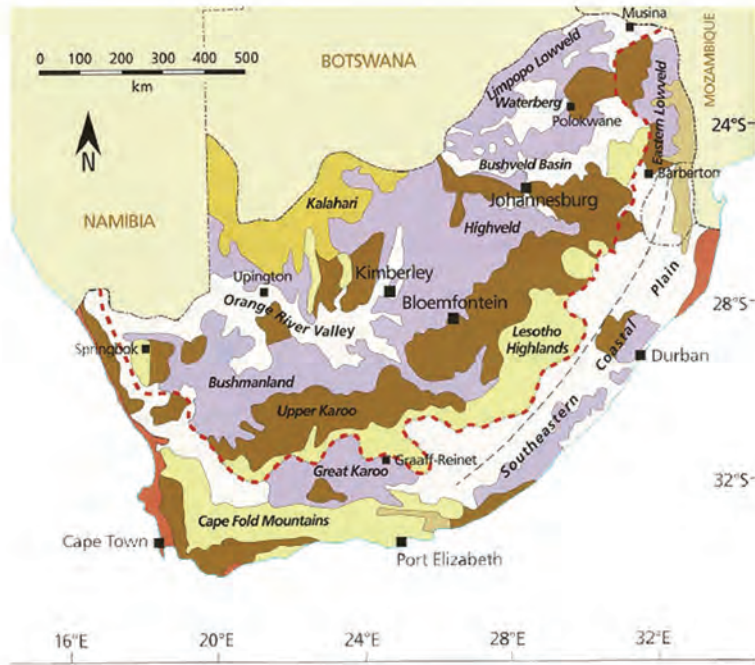 Musina
0 100 200 300 400 500
km
BOTSWANA
MOZAMBIQUE
Limpopo Lowveld
Waterberg
Polokwane
Eastern Lowveld
24°S
N
Bushveld Basin
Barberton
Johannesburg
Kalahari
NAMIBIA
Highveld
Upington
Kimberley
Plain
Orange River Valley
Bloemfontein
28°S
Lesotho
Highlands
Springbok
Coastal
Durban
Bushmanland
Upper Karoo
Southeastern
Graaff-Reinet
Great Karoo
32°S
Cape Fold Mountains
Cape Town
Port Elizabeth
16°E 20°E 24°E 28°E 32°E